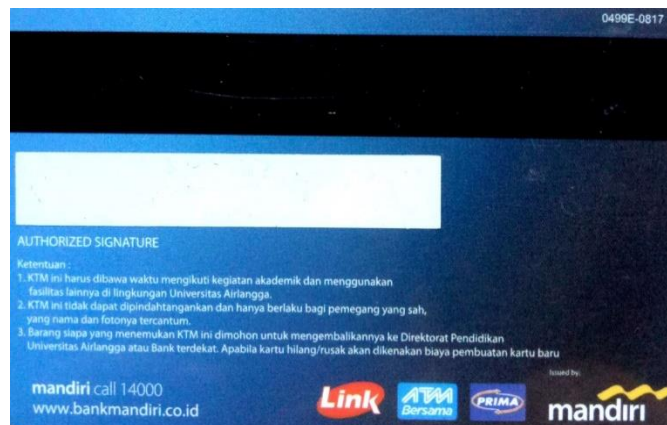 0499E-0817
AUTHORIZED SIGNATURE
Ketentuan :
1. KTM ini harus dibawa waktu mengikuti kegiatan akademik dan menggunakan
fasilitas lainnya di lingkungan Universitas Airlangga.
2. KTM ini tidak dapat dipindahtangankan dan hanya berlaku bagi pemegang yang sah,
yang nama dan fotonya tercantum.
3. Barang siapa yang menemukan KTM ini dimohon untuk mengembalikannya ke Direktorat Pendidikan
Universitas Airlangga atau Bank terdekat. Apabila kartu hilang/rusak akan dikenakan biaya pembuatan kartu baru
Issued by:
mandiri call 14000
www.bankmandiri.co.id
Link
ATM
Bersama
PRIMA
mandiri